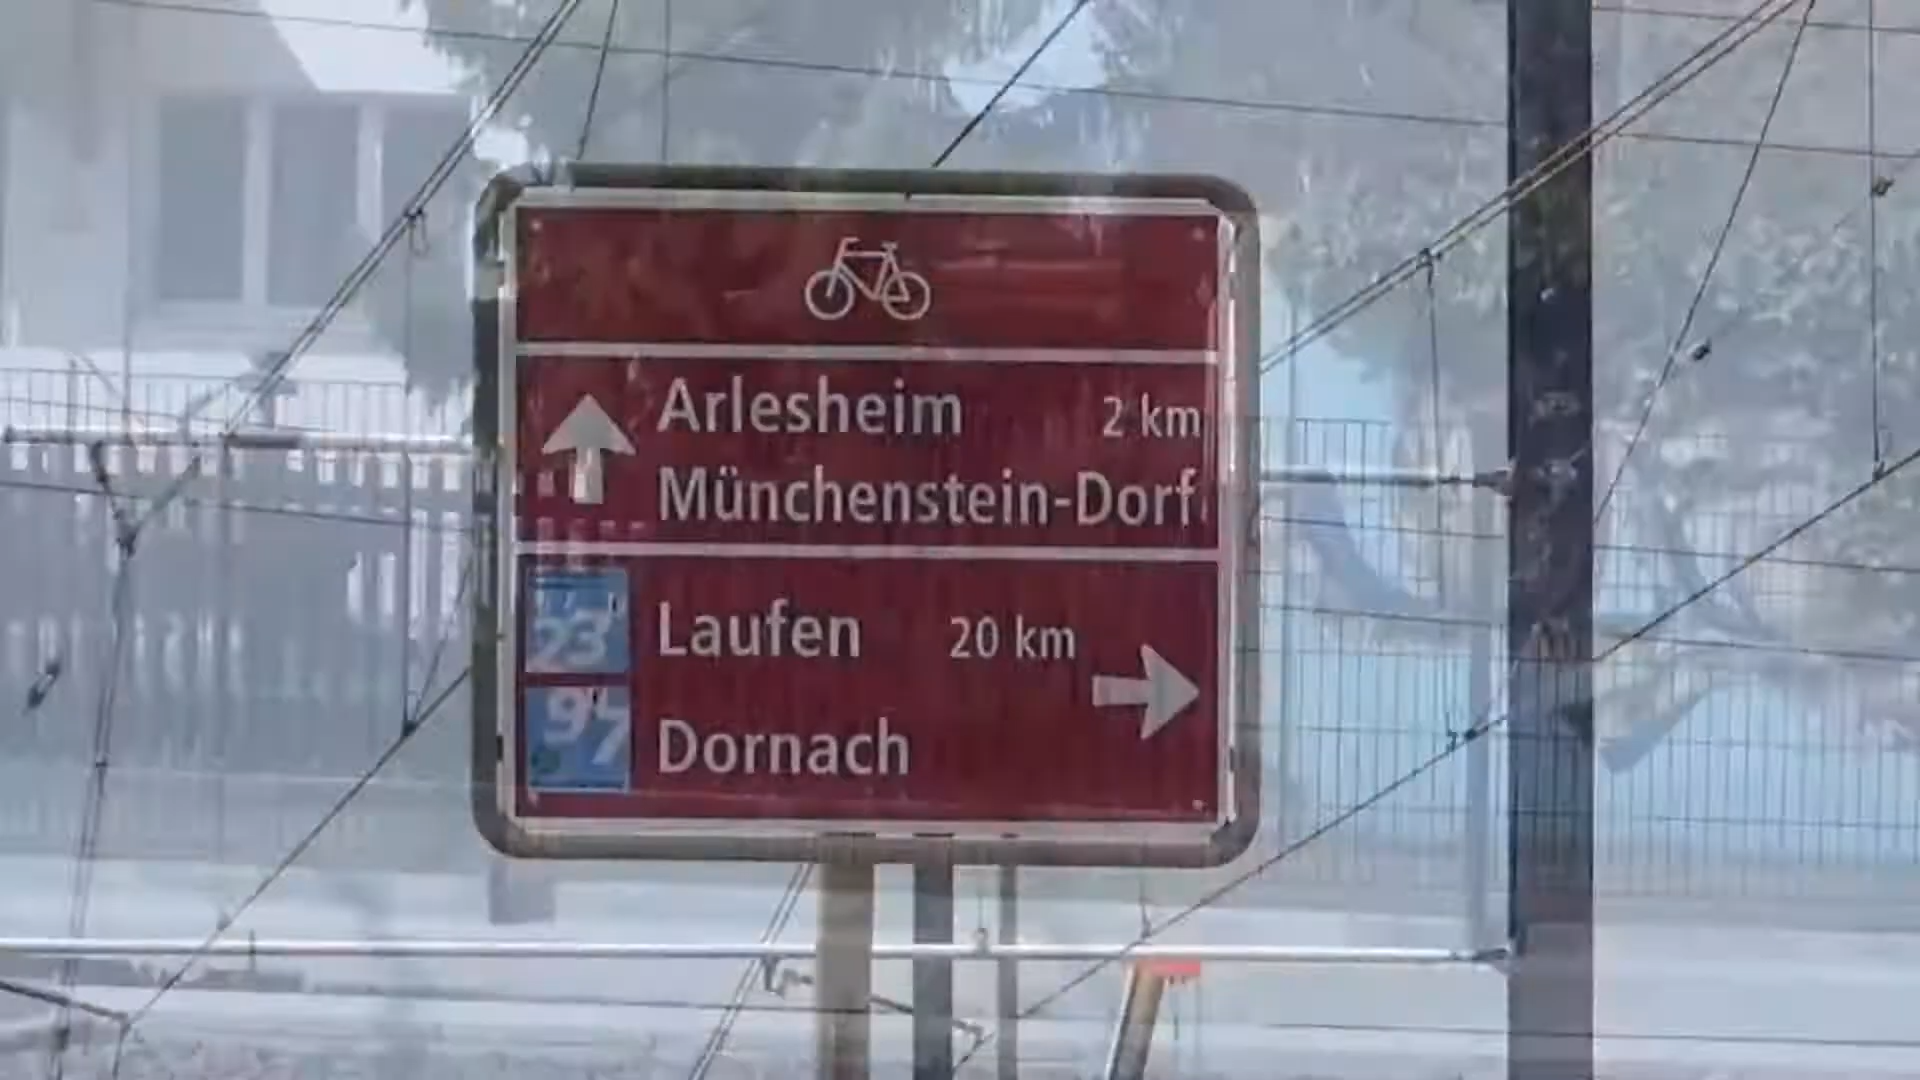 Arlesheim 2 km
Münchenstein-Dorf
23 Laufen 20 km
97 Dornach